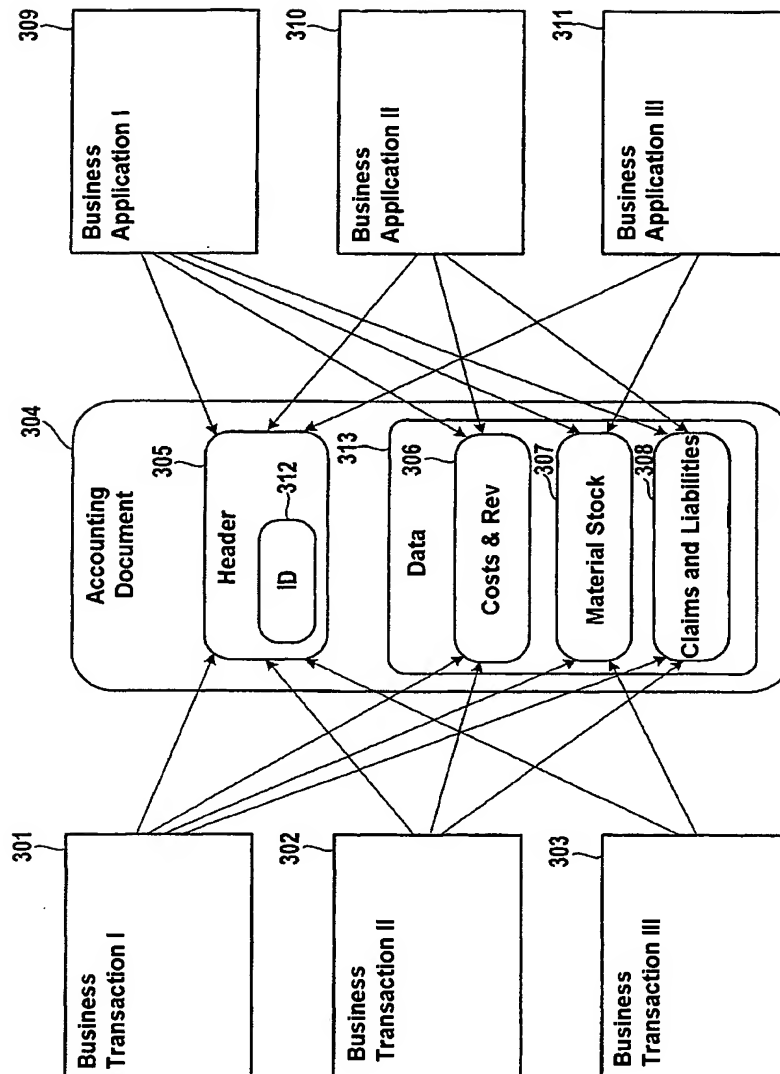 301
Business
Transaction I
302
Business
Transaction II
303
Business
Transaction III
304
Accounting
Document
305
Header
312
ID
313
Data
306
Costs & Rev
307
Material Stock
308
Claims and Liabilities
309
Business
Application I
310
Business
Application II
311
Business
Application III